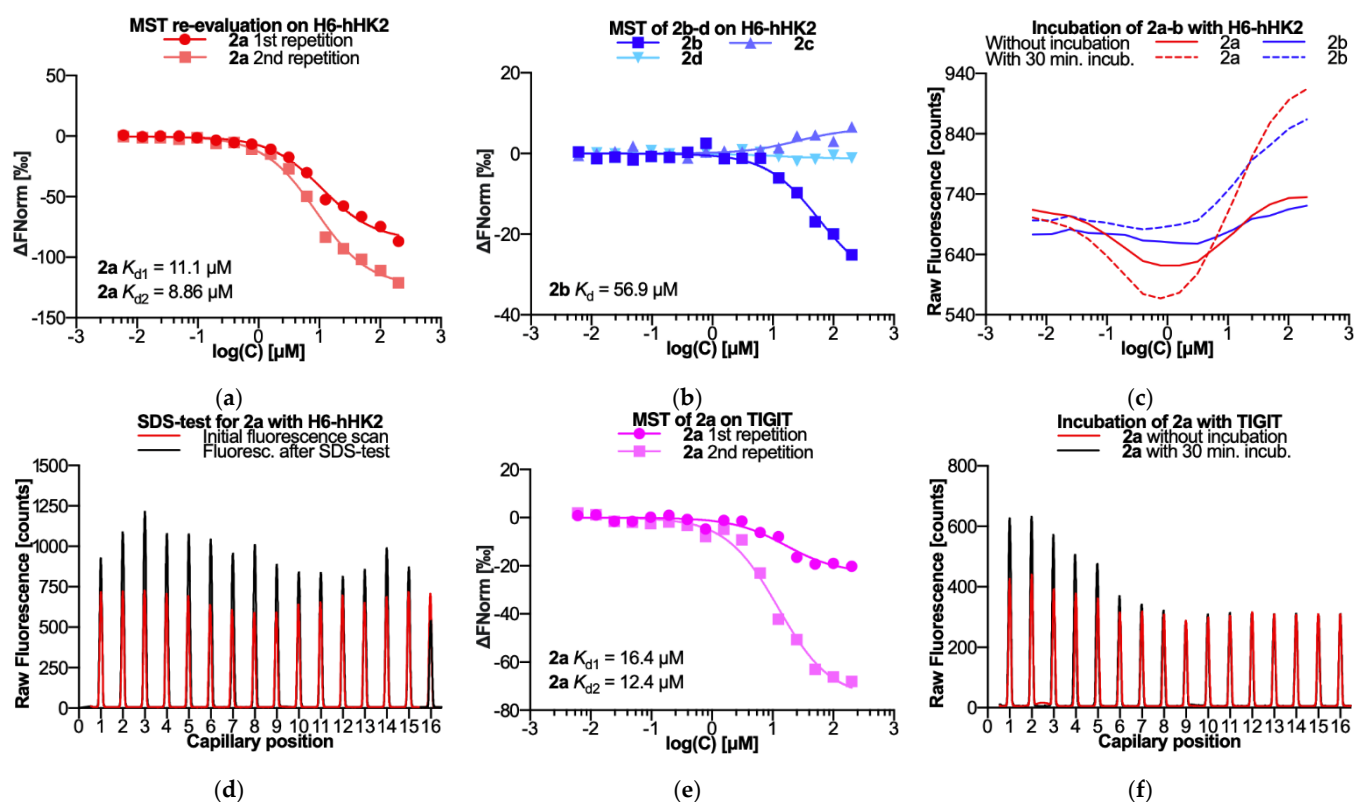 MST re-evaluation on H6-hHK2
2a 1st repetition
2a 2nd repetition
50
0
-50
-100
-150
ΔFNorm [‰]
2a Kd1 = 11.1 µM
2a Kd2 = 8.86 µM
-3 -2 -1 0 1 2 3
log(C) [µM]
(a)
MST of 2b-d on H6-hHK2
2b 2c
2d
40
20
0
-20
-40
ΔFNorm [‰]
2b Kd = 56.9 µM
-3 -2 -1 0 1 2 3
log(C) [µM]
(b)
Incubation of 2a-b with H6-hHK2
Without incubation 2a 2b
With 30 min. incub. 2a 2b
940
840
740
640
540
Raw Fluorescence [counts]
-3 -2 -1 0 1 2 3
log(C) [µM]
(c)
SDS-test for 2a with H6-hHK2
Initial fluorescence scan
Fluoresc. after SDS-test
1500
1250
1000
750
500
250
0
Raw Fluorescence [counts]
0 1 2 3 4 5 6 7 8 9 10 11 12 13 14 15 16
Capillary position
(d)
MST of 2a on TIGIT
2a 1st repetition
2a 2nd repetition
20
0
-20
-40
-60
-80
ΔFNorm [‰]
2a Kd1 = 16.4 µM
2a Kd2 = 12.4 µM
-3 -2 -1 0 1 2 3
log(C) [µM]
(e)
Incubation of 2a with TIGIT
2a without incubation
2a with 30 min. incub.
800
600
400
200
0
Raw Fluorescence [counts]
0 1 2 3 4 5 6 7 8 9 10 11 12 13 14 15 16
Capillary position
(f)